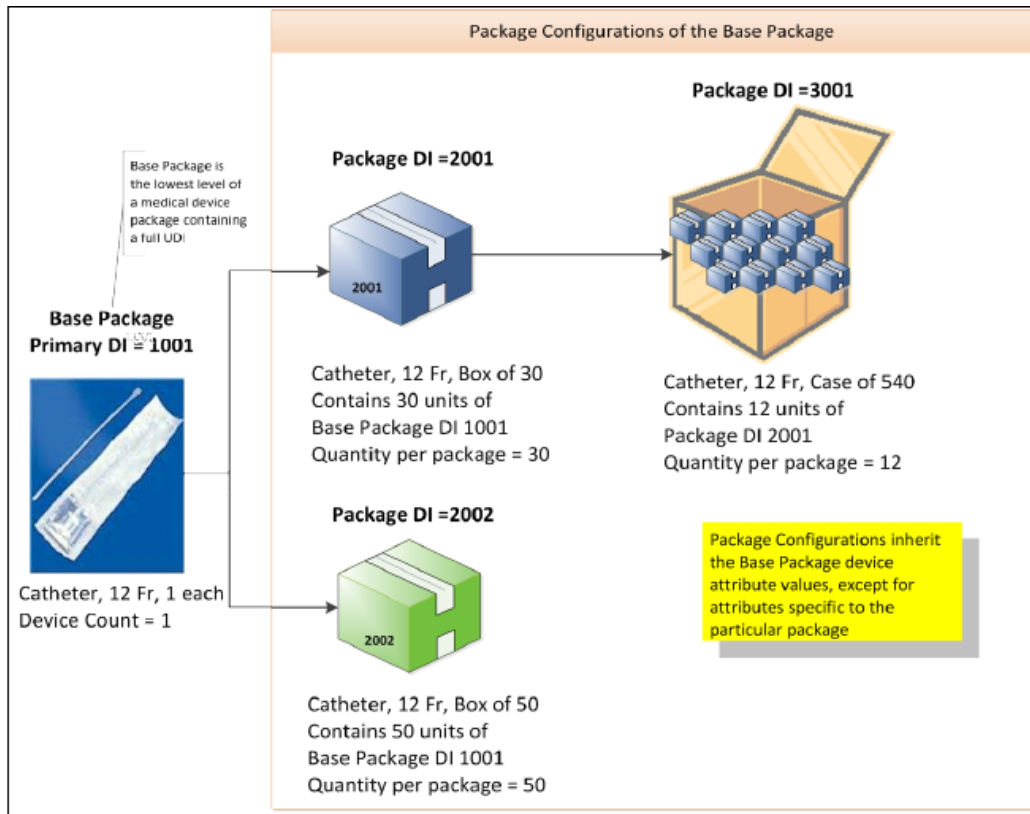 Package Configurations of the Base Package
Package DI =3001
Package DI =2001
Base Package is
the lowest level of
a medical device
package containing
a full UDI
2001
Base Package
Primary DI = 1001
Catheter, 12 Fr, Box of 30
Contains 30 units of
Base Package DI 1001
Quantity per package = 30
Catheter, 12 Fr, Case of 540
Contains 12 units of
Package DI 2001
Quantity per package = 12
Package DI =2002
2002
Package Configurations inherit
the Base Package device
attribute values, except for
attributes specific to the
particular package
Catheter, 12 Fr, 1 each
Device Count = 1
Catheter, 12 Fr, Box of 50
Contains 50 units of
Base Package DI 1001
Quantity per package = 50